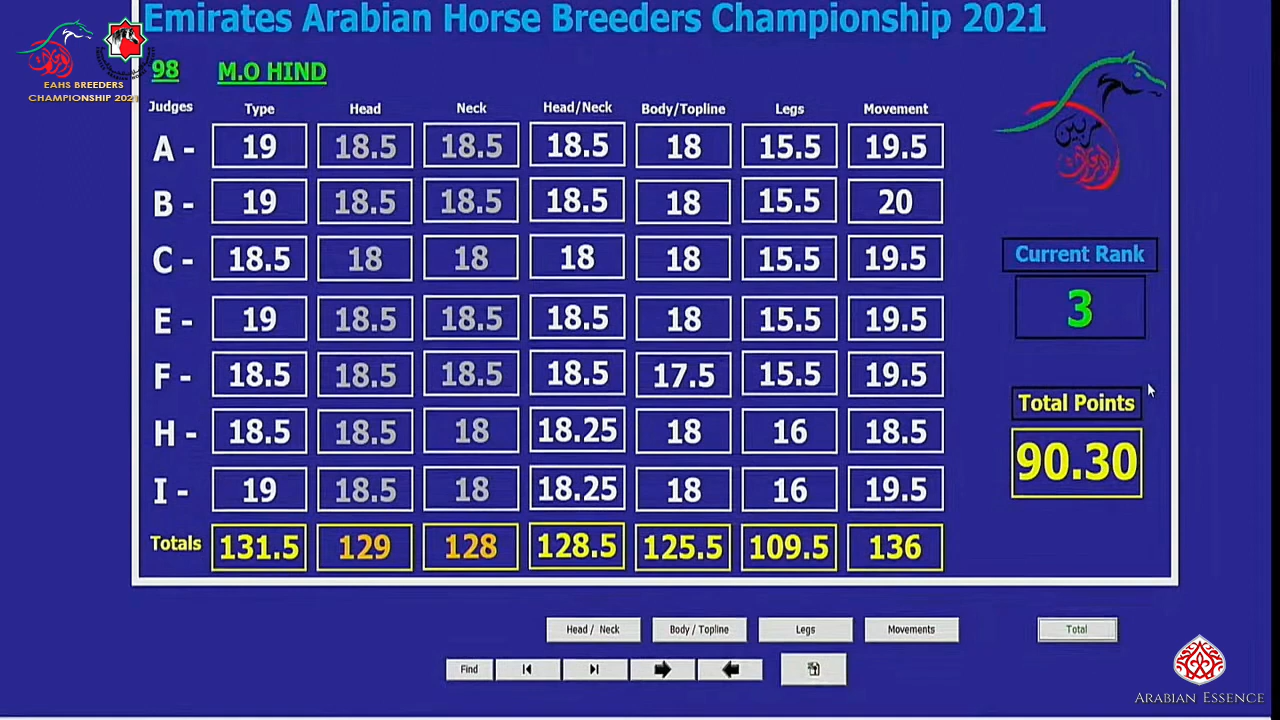 Emirates Arabian Horse Breeders Championship 2021
EAHS BREEDERS
CHAMPIONSHIP 2021
98 M.O HIND
Judges Type Head Neck Head/Neck Body/Topline Legs Movement
A - 19 18.5 18.5 18.5 18 15.5 19.5
B - 19 18.5 18.5 18.5 18 15.5 20
C - 18.5 18 18 18 18 15.5 19.5
E - 19 18.5 18.5 18.5 18 15.5 19.5
F - 18.5 18.5 18.5 18.5 17.5 15.5 19.5
H - 18.5 18.5 18 18.25 18 16 18.5
I - 19 18.5 18 18.25 18 16 19.5
Totals 131.5 129 128 128.5 125.5 109.5 136
Current Rank
3
Total Points
90.30
Head / Neck Body / Topline Legs Movements Total
Find
ARABIAN ESSENCE